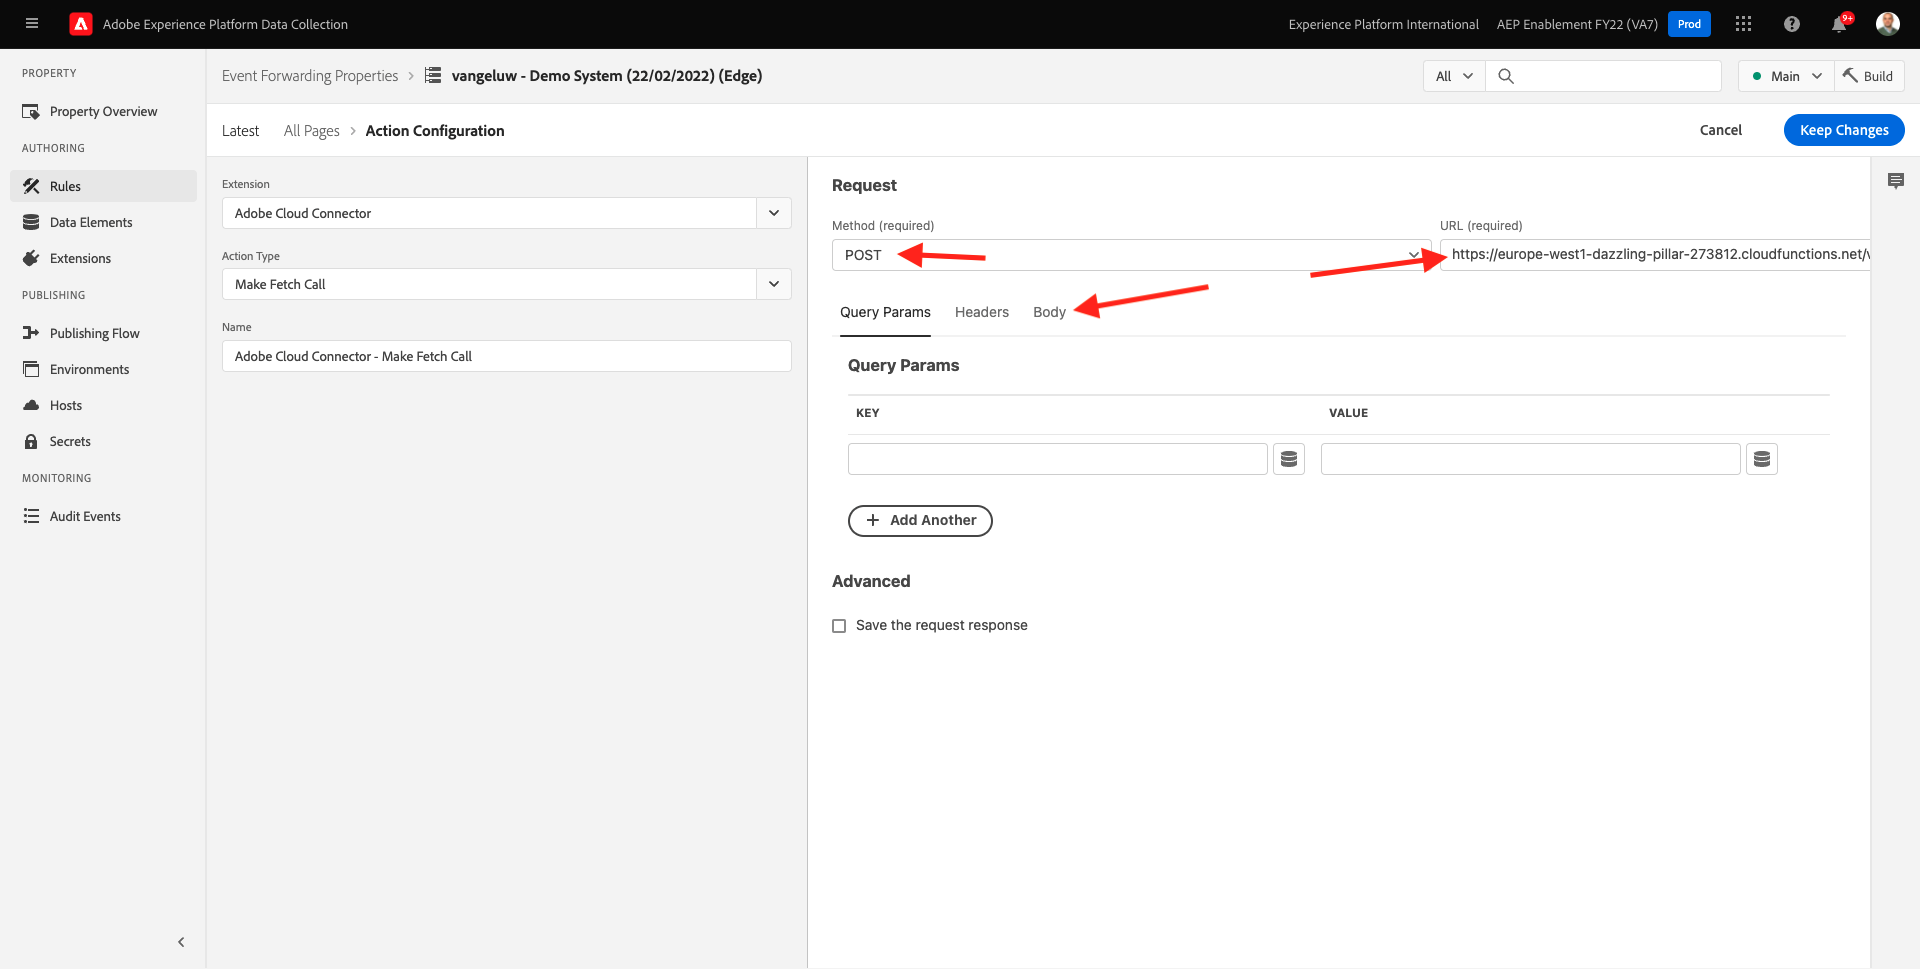 Adobe Experience Platform Data Collection
Experience Platform International
AEP Enablement FY22 (VA7)
Prod
9+
PROPERTY
Property Overview
AUTHORING
Rules
Data Elements
Extensions
PUBLISHING
Publishing Flow
Environments
Hosts
Secrets
MONITORING
Audit Events
Event Forwarding Properties
vangeluw - Demo System (22/02/2022) (Edge)
All
Main
Build
Latest
All Pages
Action Configuration
Cancel
Keep Changes
Extension
Adobe Cloud Connector
Action Type
Make Fetch Call
Name
Adobe Cloud Connector - Make Fetch Call
Request
Method (required)
POST
URL (required)
https://europe-west1-dazzling-pillar-273812.cloudfunctions.net/v
Query Params
Headers
Body
Query Params
KEY
VALUE
Add Another
Advanced
Save the request response